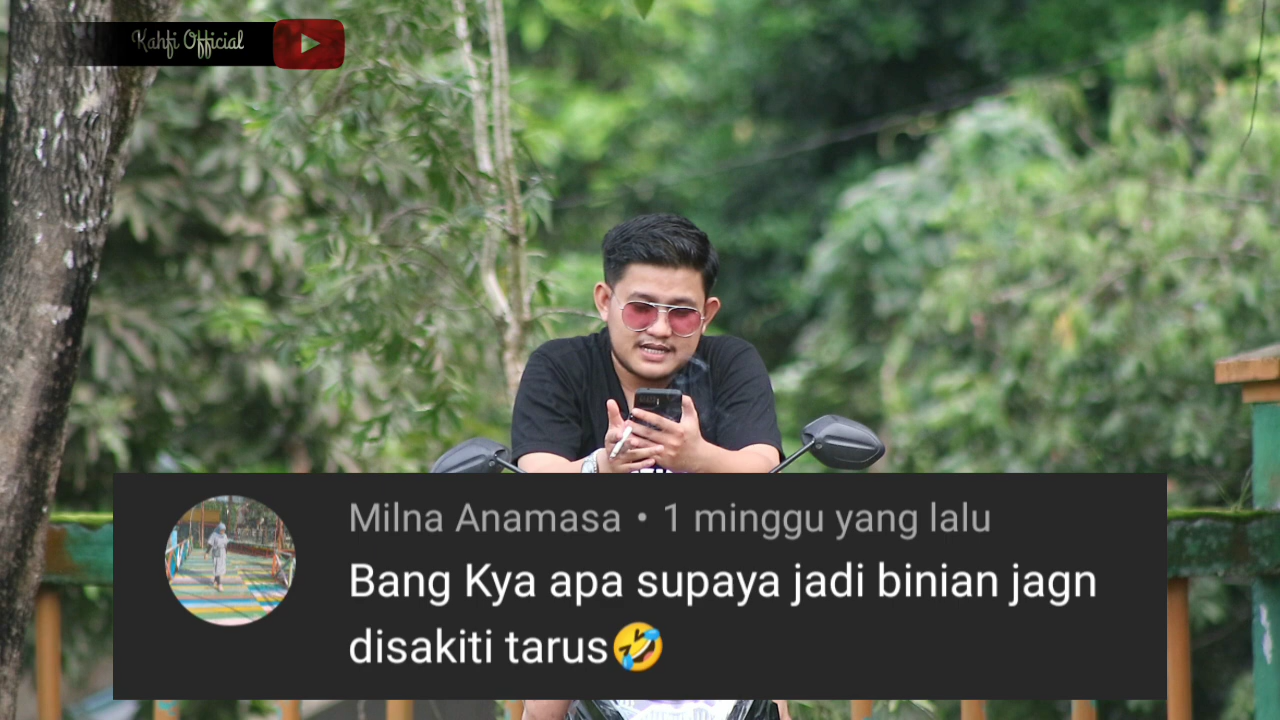 Kahfi Official
Milna Anamasa • 1 minggu yang lalu
Bang Kya apa supaya jadi binian jagn
disakiti tarus🤣